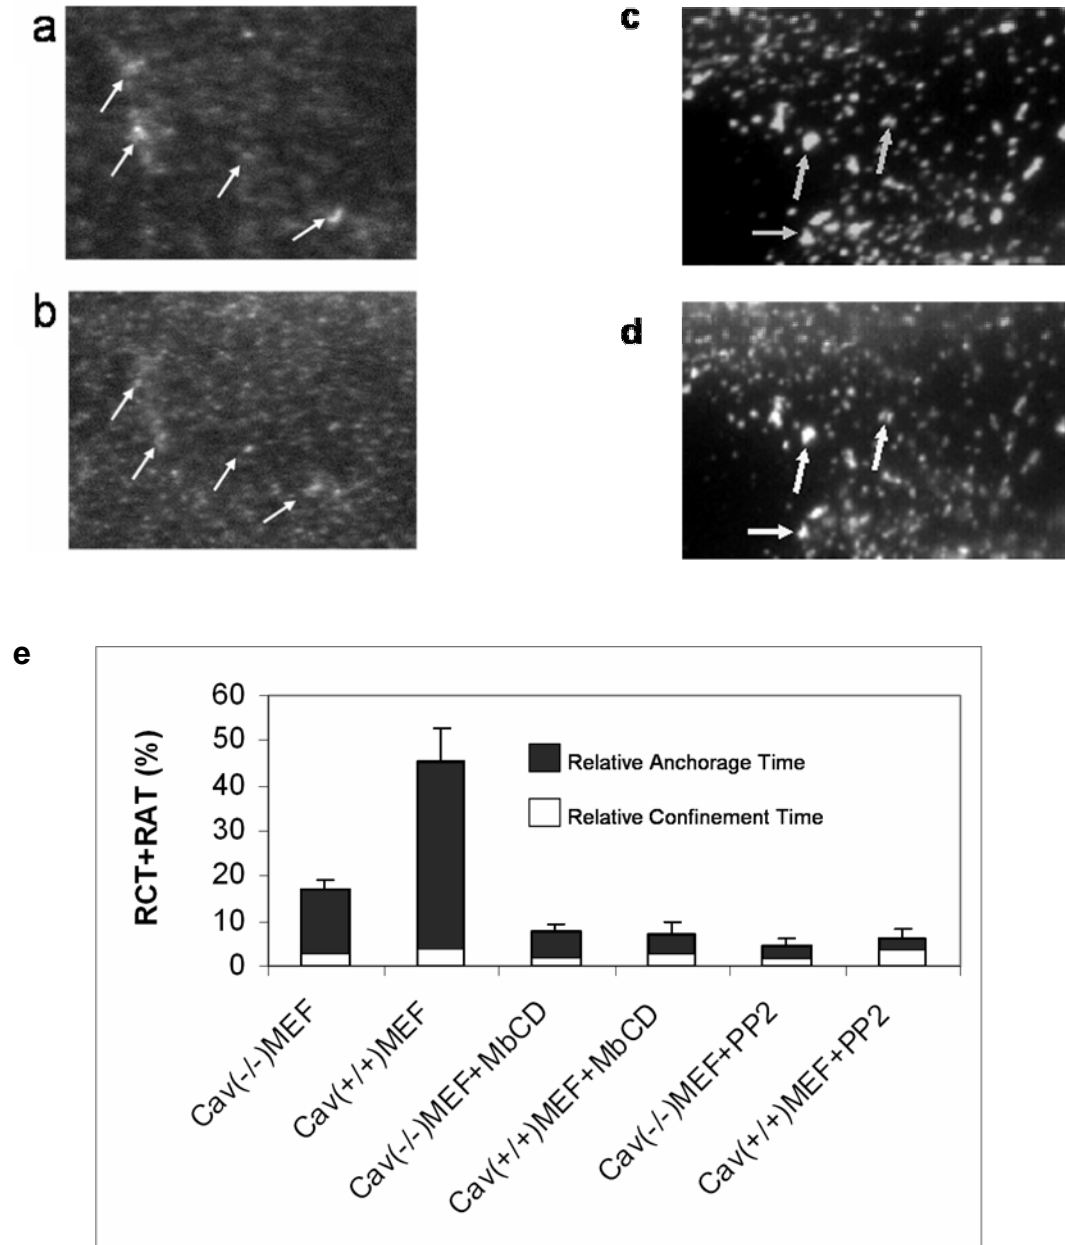 a
c
b
d
e
RCT+RAT (%)
60
50
40
30
20
10
0
Relative Anchorage Time
Relative Confinement Time
Cav(-/-)MEF
Cav(+/+)MEF
Cav(-/-)MEF+MbCD
Cav(+/+)MEF+MbCD
Cav(-/-)MEF+PP2
Cav(+/+)MEF+PP2